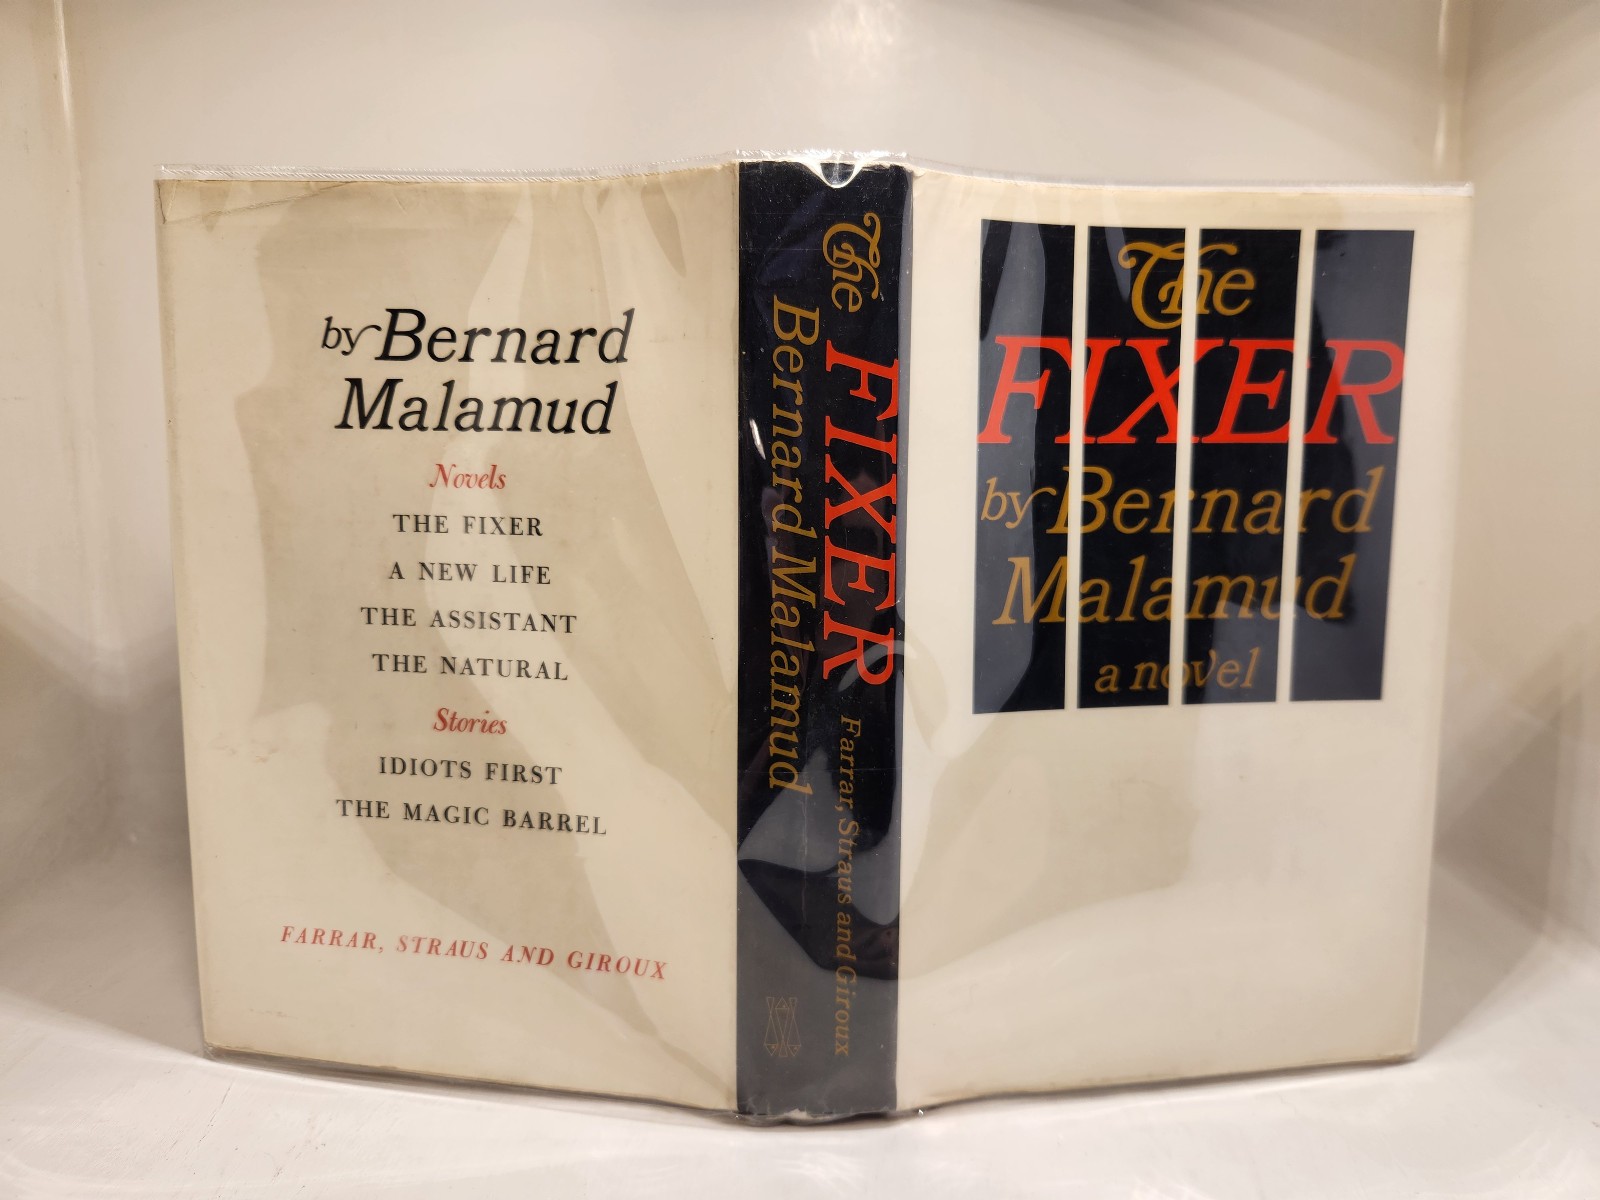 by Bernard
Malamud
Novels
THE FIXER
A NEW LIFE
THE ASSISTANT
THE NATURAL
Stories
IDIOTS FIRST
THE MAGIC BARREL
FARRAR, STRAUS AND GIROUX
The FIXER
Bernard Malamud
Farrar, Straus and Giroux
The
FIXER
by Bernard
Malamud
a novel